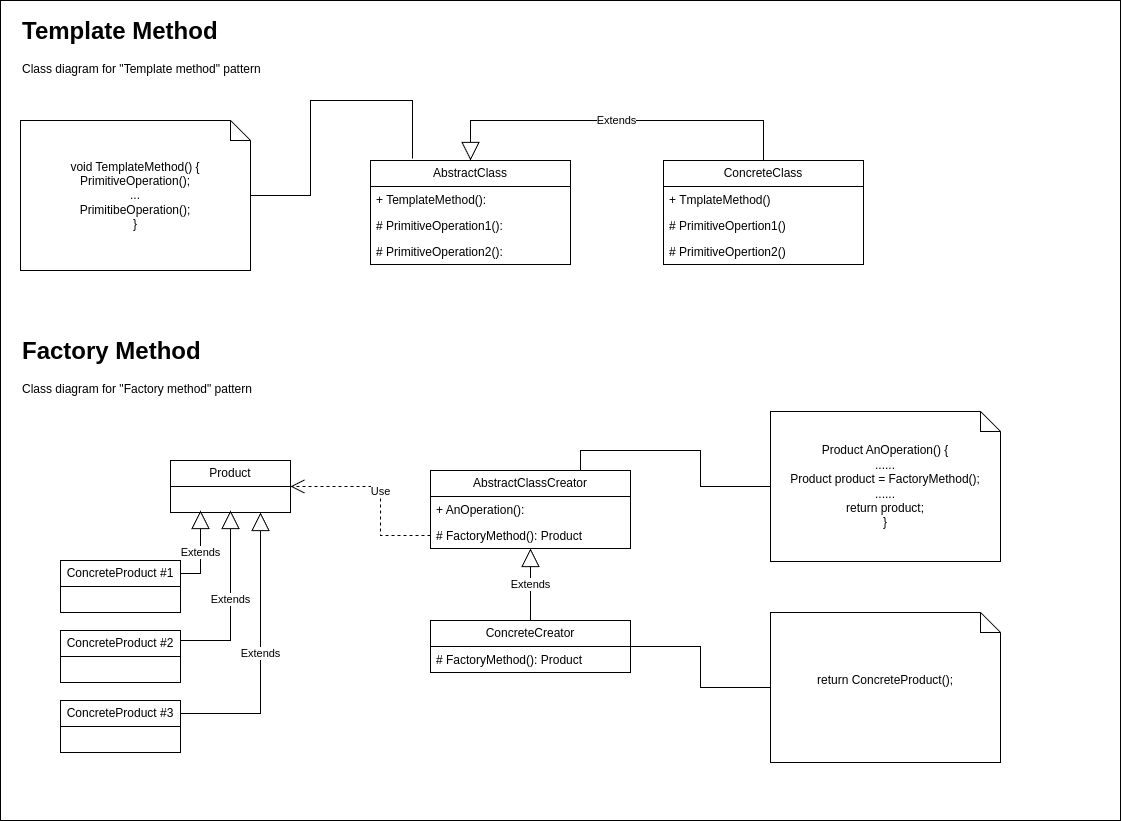 Template Method
Class diagram for "Template method" pattern
Extends
void TemplateMethod() {
PrimitiveOperation();
...
PrimitibeOperation();
}
AbstractClass
+ TemplateMethod():
# PrimitiveOperation1():
# PrimitiveOperation2():
ConcreteClass
+ TmplateMethod()
# PrimitiveOpertion1()
# PrimitiveOpertion2()
Factory Method
Class diagram for "Factory method" pattern
Product
Use
AbstractClassCreator
+ AnOperation():
# FactoryMethod(): Product
Product AnOperation() {
......
Product product = FactoryMethod();
......
return product;
}
Extends
Extends
Extends
ConcreteProduct #1
ConcreteProduct #2
ConcreteProduct #3
Extends
ConcreteCreator
# FactoryMethod(): Product
return ConcreteProduct();